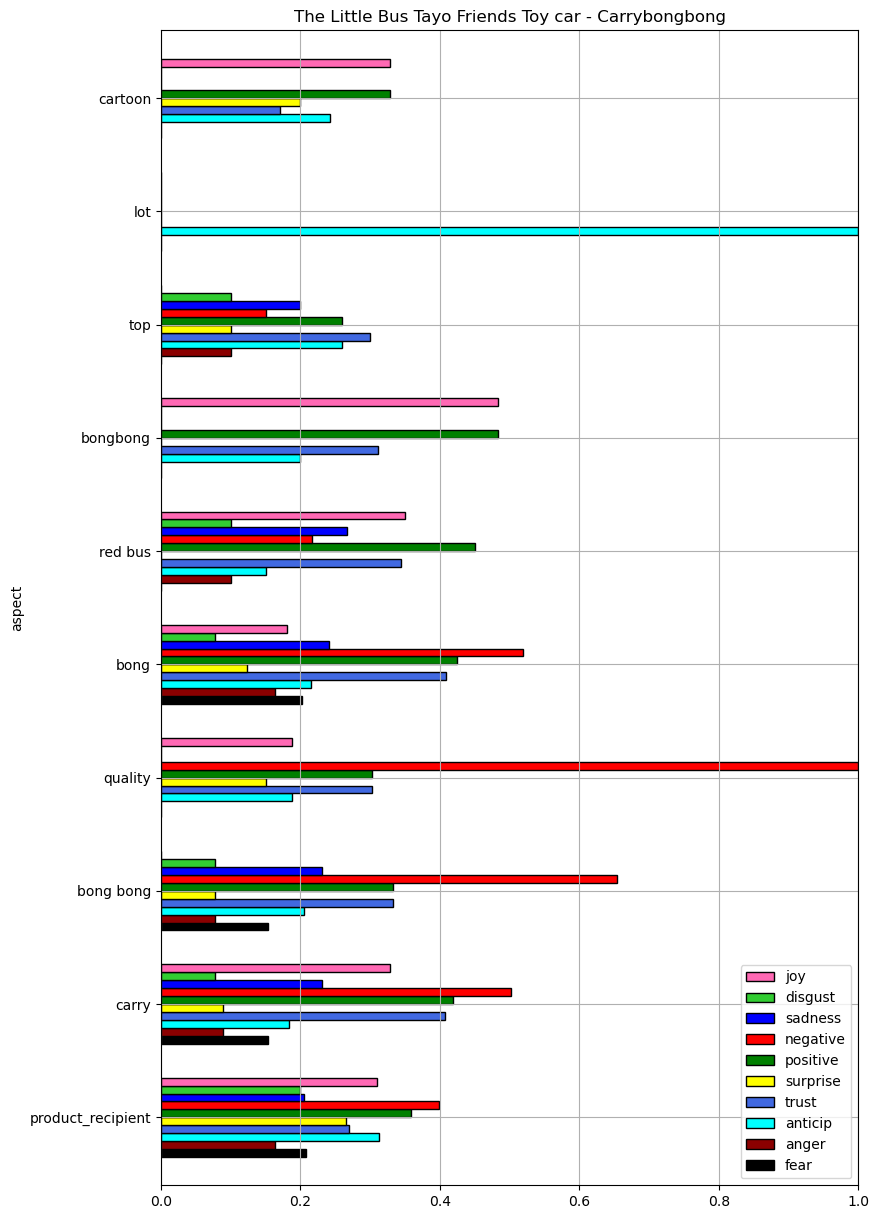 The Little Bus Tayo Friends Toy car - Carrybongbong
cartoon
lot
top
bongbong
red bus
bong
quality
bong bong
carry
product_recipient
aspect
joy
disgust
sadness
negative
positive
surprise
trust
anticip
anger
fear
0.0 0.2 0.4 0.6 0.8 1.0